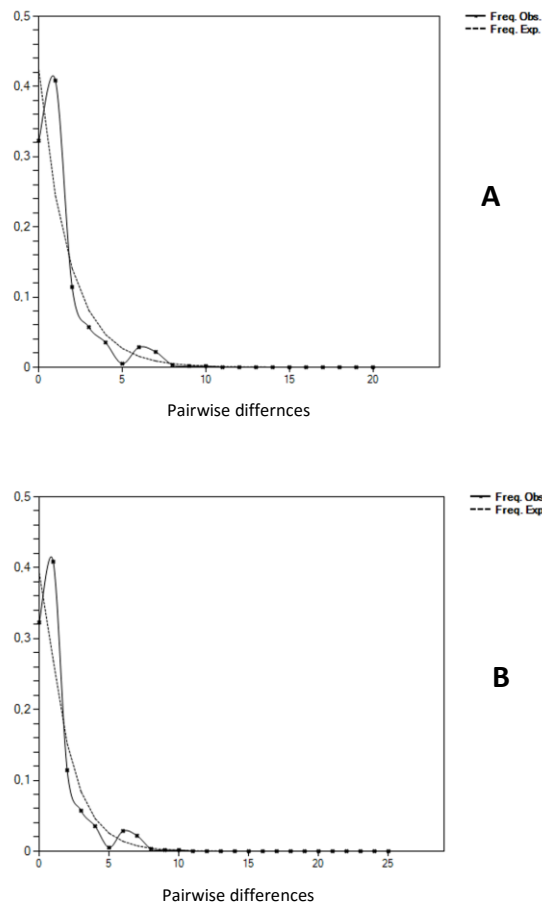 0,5
Freq. Obs.
Freq. Exp.
0,4
0,3
0,2
A
0,1
0
0 5 10 15 20
Pairwise differnces
0,5
Freq. Obs
Freq. Exp
0,4
0,3
0,2
B
0,1
0
0 5 10 15 20 25
Pairwise differences